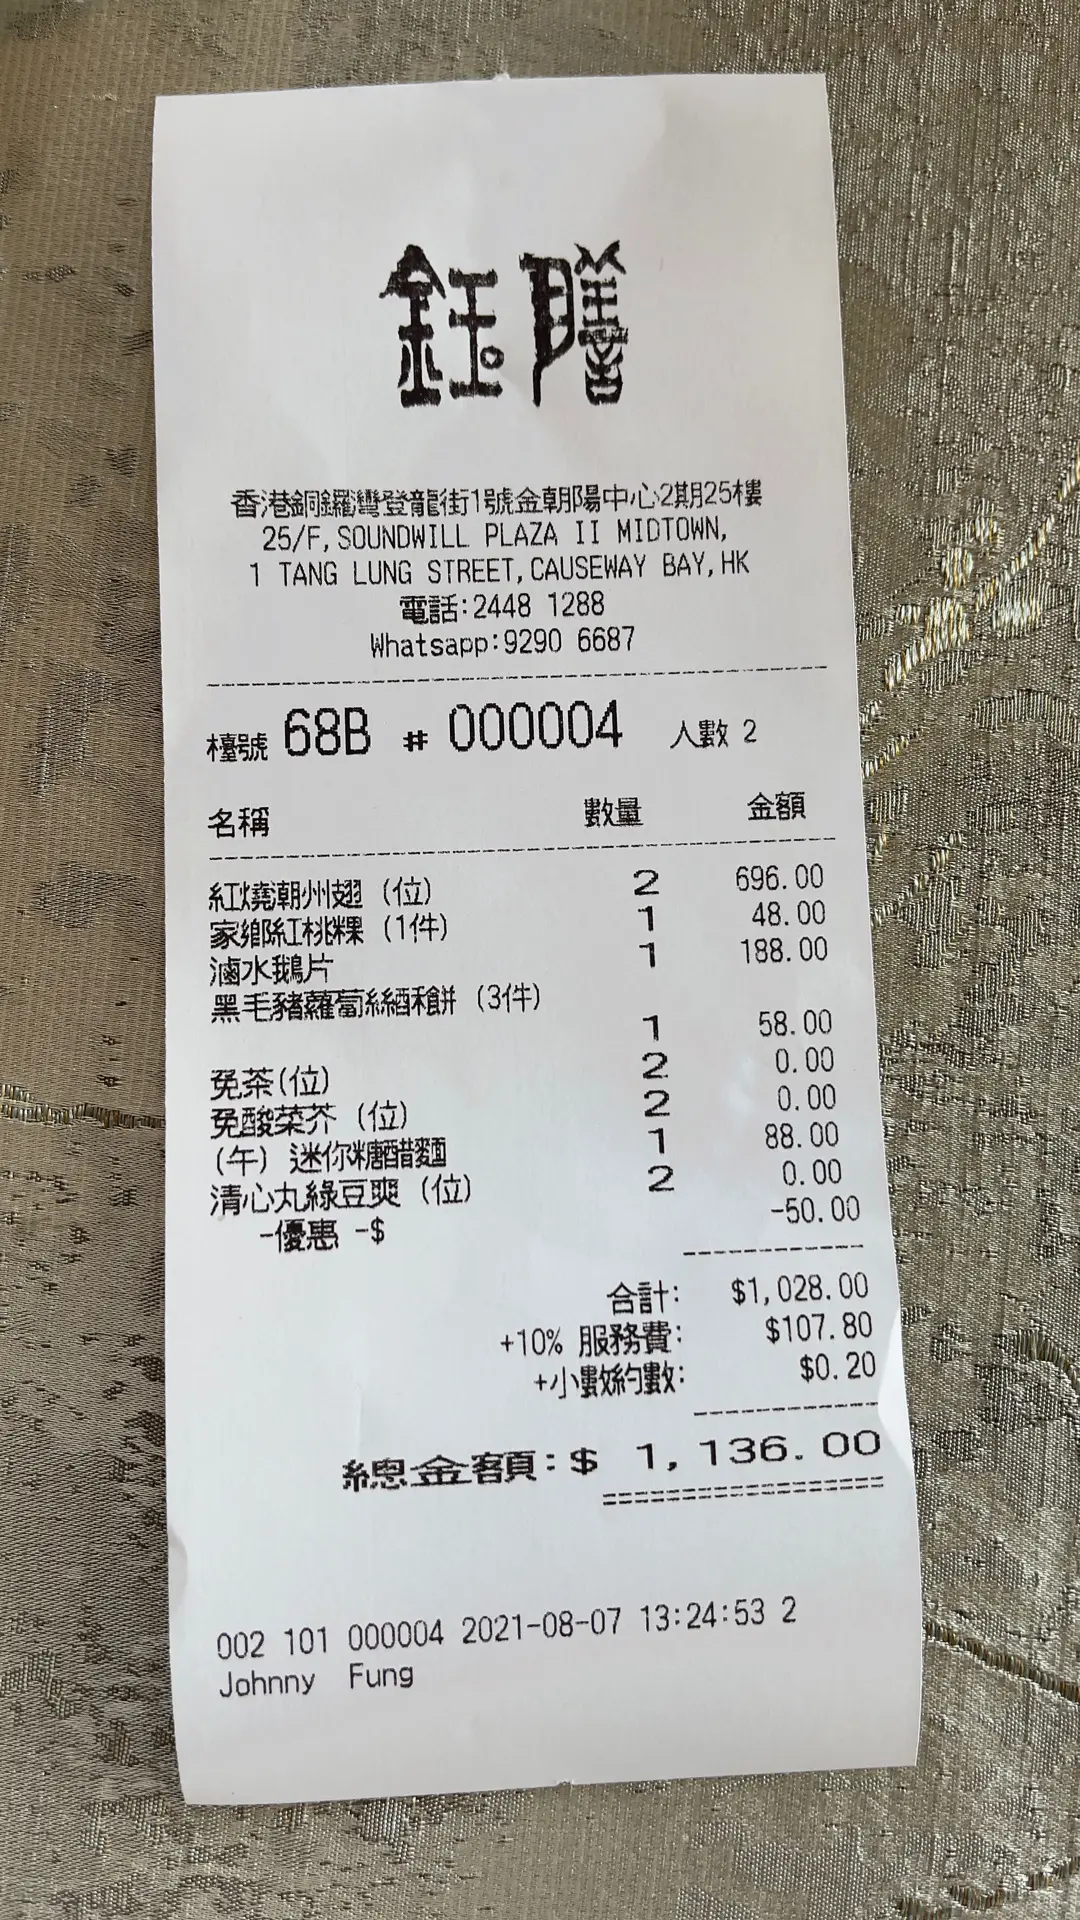 鈺膳
香港銅鑼灣登龍街1號金朝陽中心2期25樓
25/F, SOUNDWILL PLAZA II MIDTOWN,
1 TANG LUNG STREET, CAUSEWAY BAY, HK
電話:2448 1288
Whatsapp:9290 6687
檯號 68B # 000004 人數 2
名稱 數量 金額
紅燒潮州翅 (位) 2 696.00
家鄉紅桃粿 (1件) 1 48.00
滷水鵝片 1 188.00
黑毛豬蘿蔔絲酥餅 (3件)
1 58.00
免茶(位) 2 0.00
免酸菜芥 (位) 2 0.00
(午) 迷你糖醋麵 1 88.00
清心丸綠豆爽 (位) 2 0.00
-優惠 -$ -50.00
合計: $1,028.00
+10% 服務費: $107.80
+小數約數: $0.20
總金額:$ 1,136.00
002 101 000004 2021-08-07 13:24:53 2
Johnny Fung